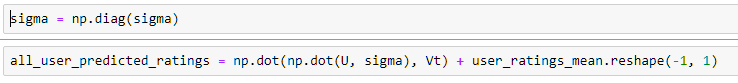 sigma = np.diag(sigma)
all_user_predicted_ratings = np.dot(np.dot(U, sigma), Vt) + user_ratings_mean.reshape(-1, 1)